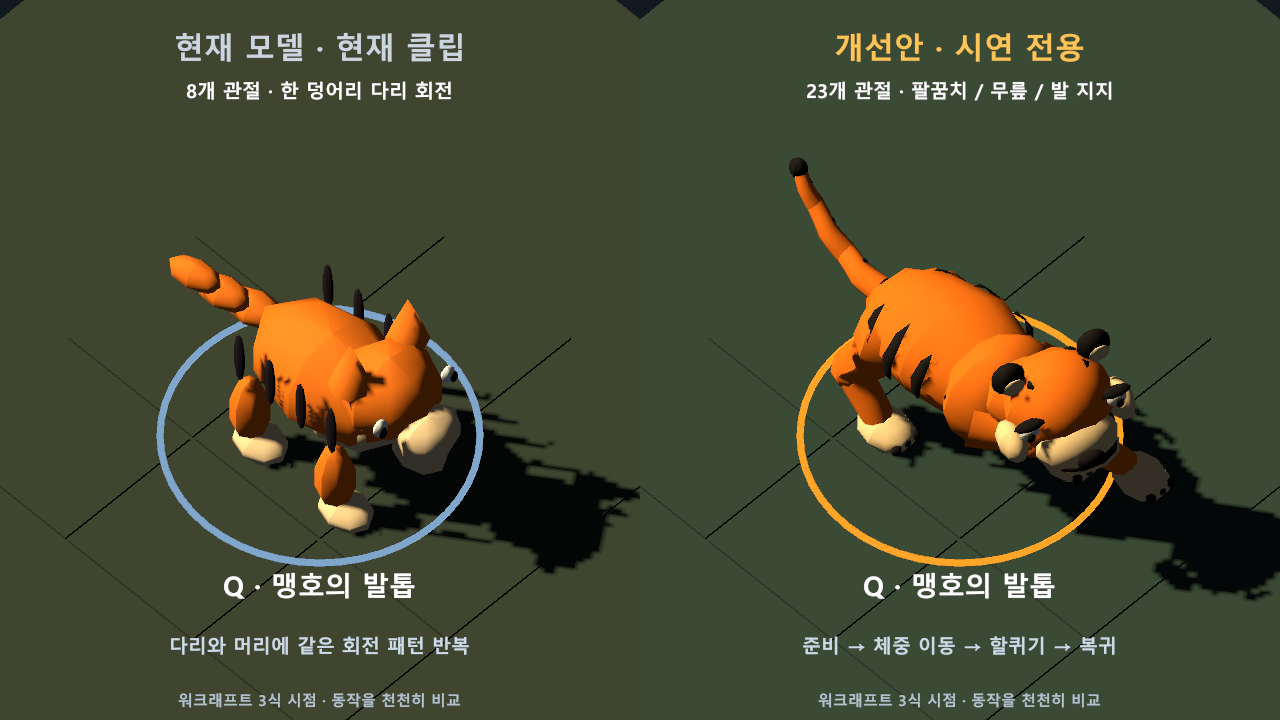 현재 모델 · 현재 클립
8개 관절 · 한 덩어리 다리 회전
Q · 맹호의 발톱
다리와 머리에 같은 회전 패턴 반복
워크래프트 3식 시점 · 동작을 천천히 비교
개선안 · 시연 전용
23개 관절 · 팔꿈치 / 무릎 / 발 지지
Q · 맹호의 발톱
준비 → 체중 이동 → 할퀴기 → 복귀
워크래프트 3식 시점 · 동작을 천천히 비교